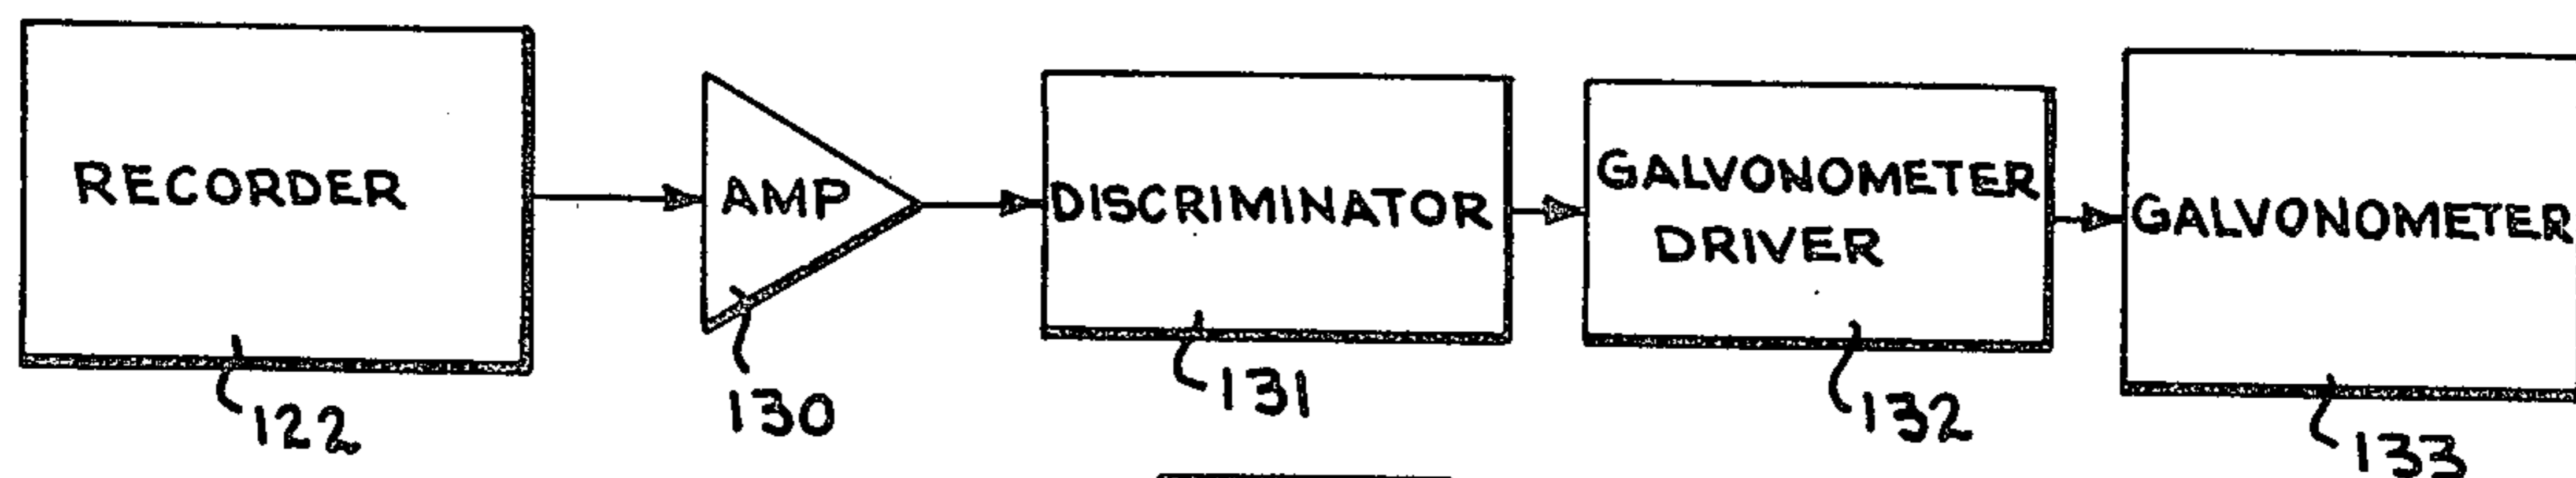 RECORDER
AMP
DISCRIMINATOR
GALVONOMETER
DRIVER
GALVONOMETER
122
130
131
132
133